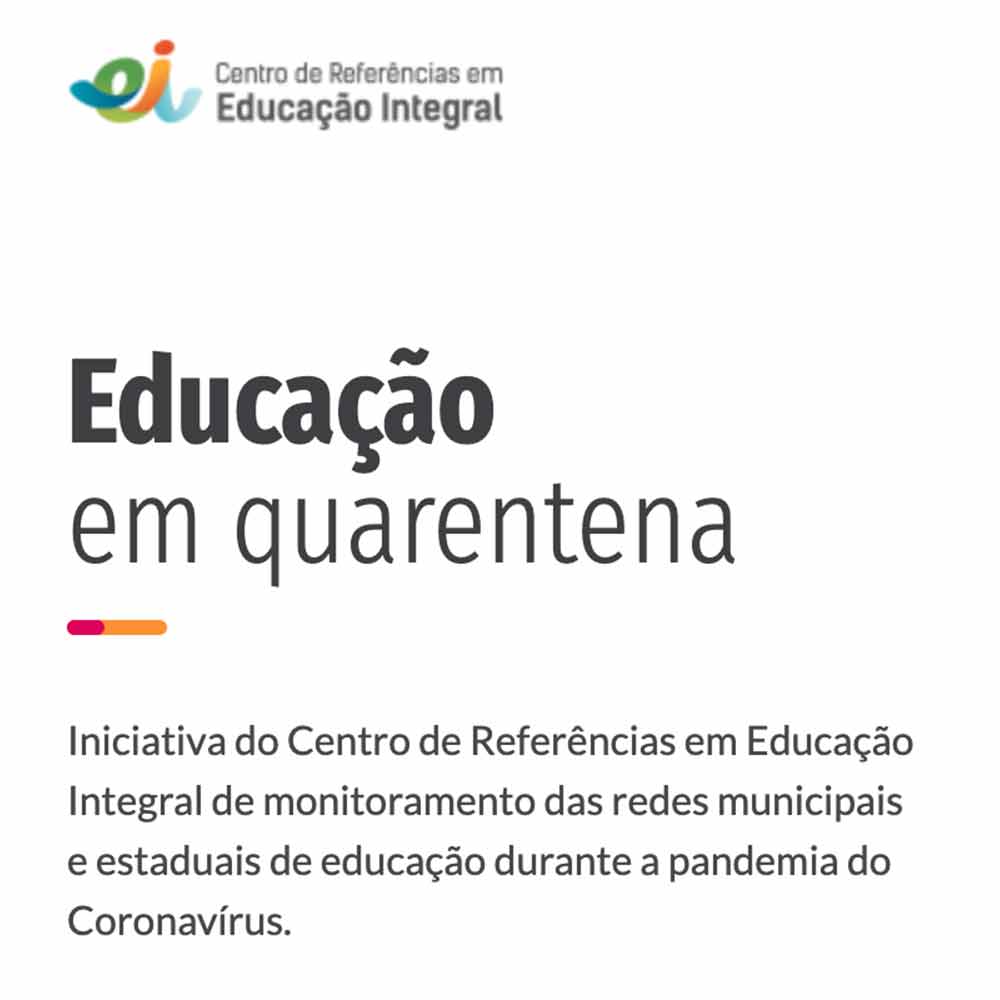 ei Centro de Referências em
Educação Integral
Educação
em quarentena
Iniciativa do Centro de Referências em Educação
Integral de monitoramento das redes municipais
e estaduais de educação durante a pandemia do
Coronavírus.